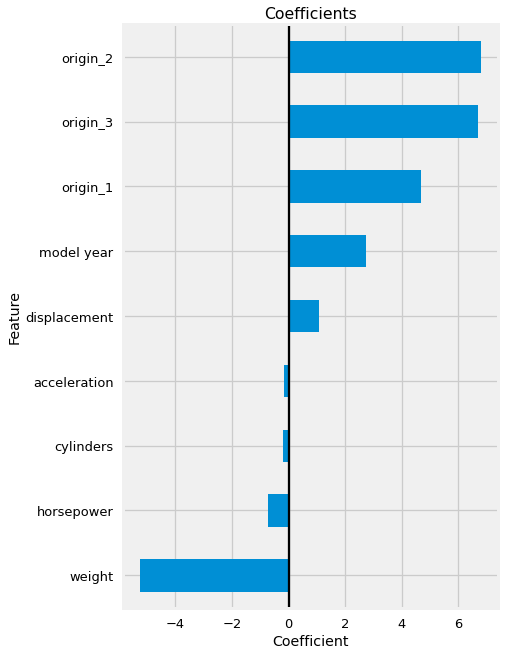 Coefficients
origin_2
origin_3
origin_1
model year
displacement
acceleration
cylinders
horsepower
weight
Feature
−4 −2 0 2 4 6
Coefficient